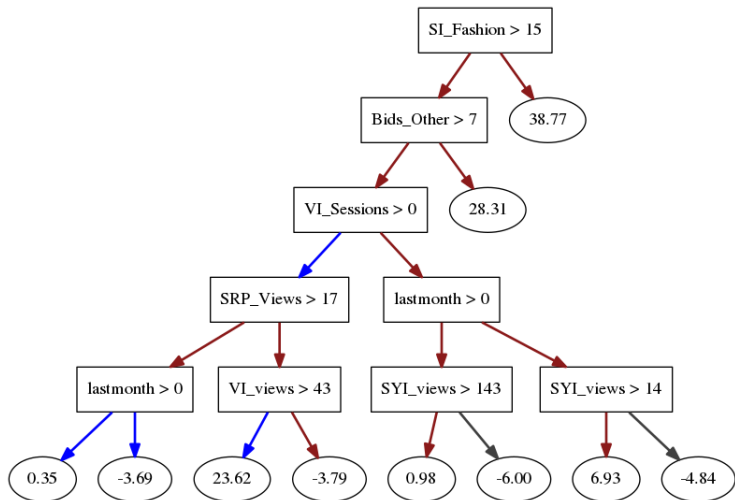 SI_Fashion > 15
Bids_Other > 7
38.77
VI_Sessions > 0
28.31
SRP_Views > 17
lastmonth > 0
lastmonth > 0
VI_views > 43
SYI_views > 143
SYI_views > 14
0.35
-3.69
23.62
-3.79
0.98
-6.00
6.93
-4.84